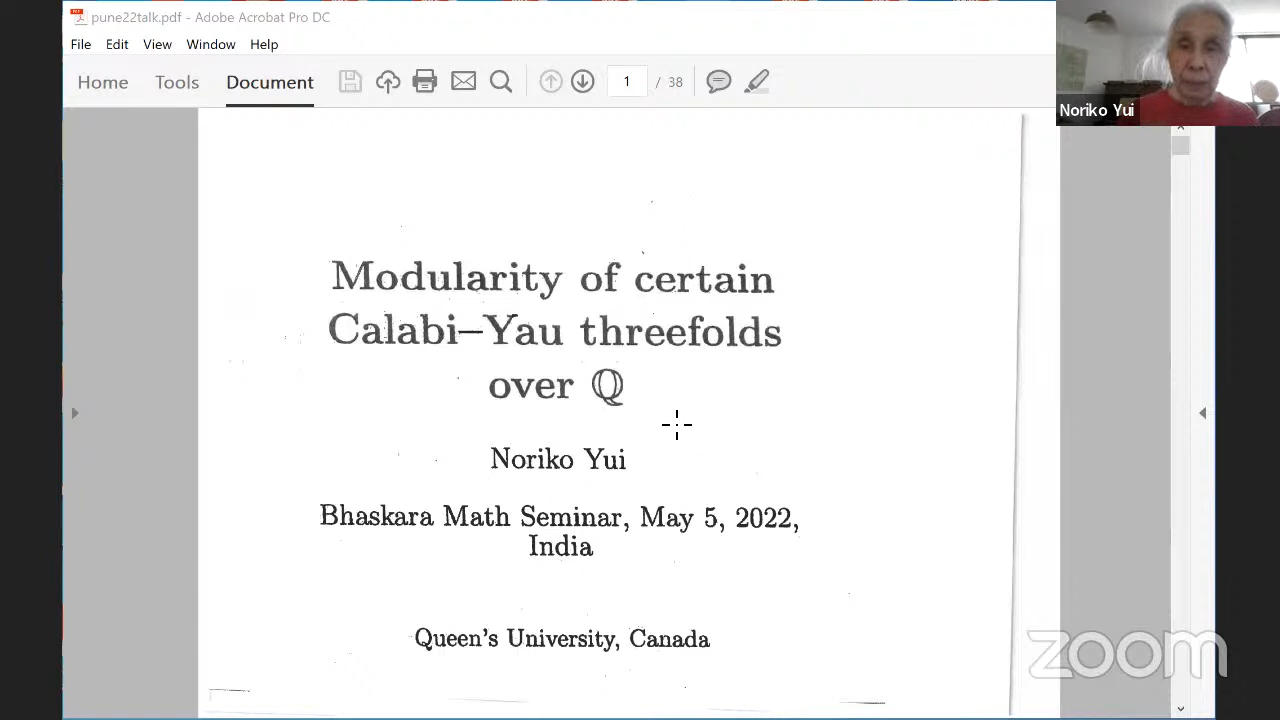 pune22talk.pdf - Adobe Acrobat Pro DC
File Edit View Window Help
Home Tools Document 1 / 38
Noriko Yui
Modularity of certain
Calabi–Yau threefolds
over ℚ
Noriko Yui
Bhaskara Math Seminar, May 5, 2022,
India
Queen's University, Canada
zoom